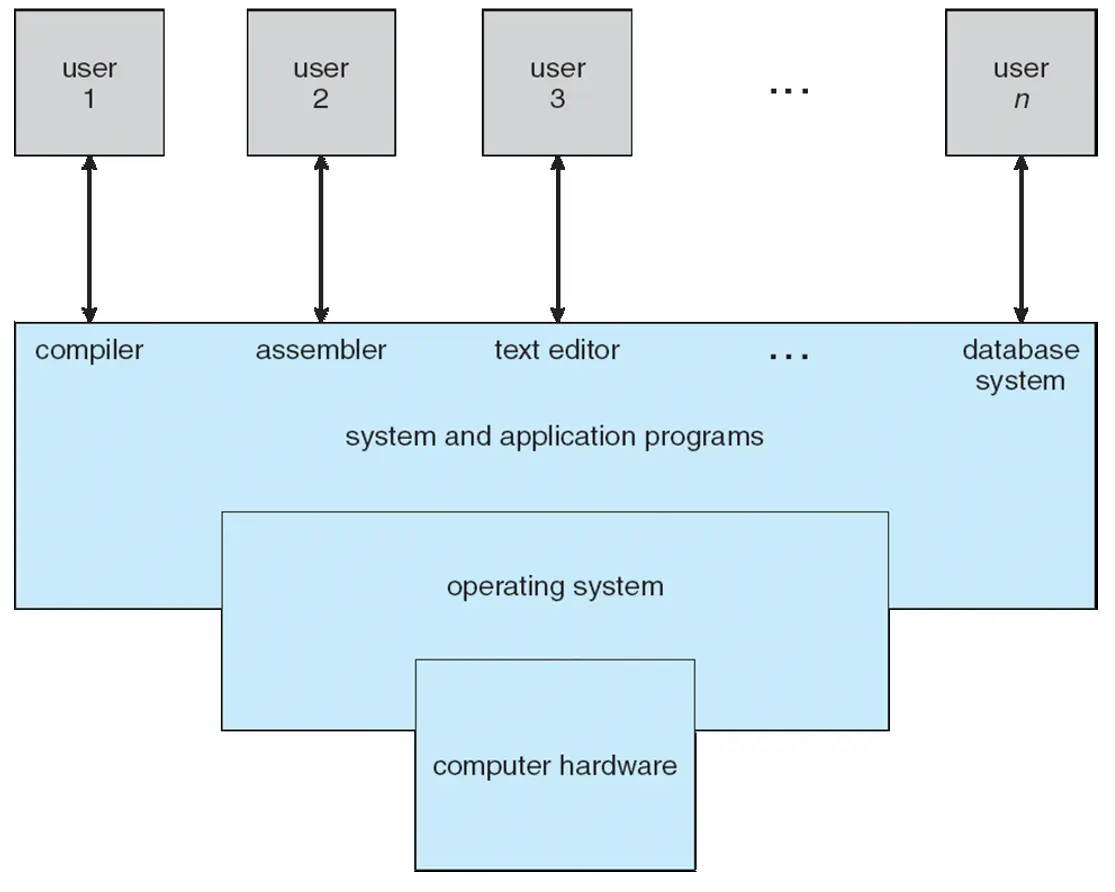 user
1
user
2
user
3
...
user
n
compiler
assembler
text editor
...
database
system
system and application programs
operating system
computer hardware